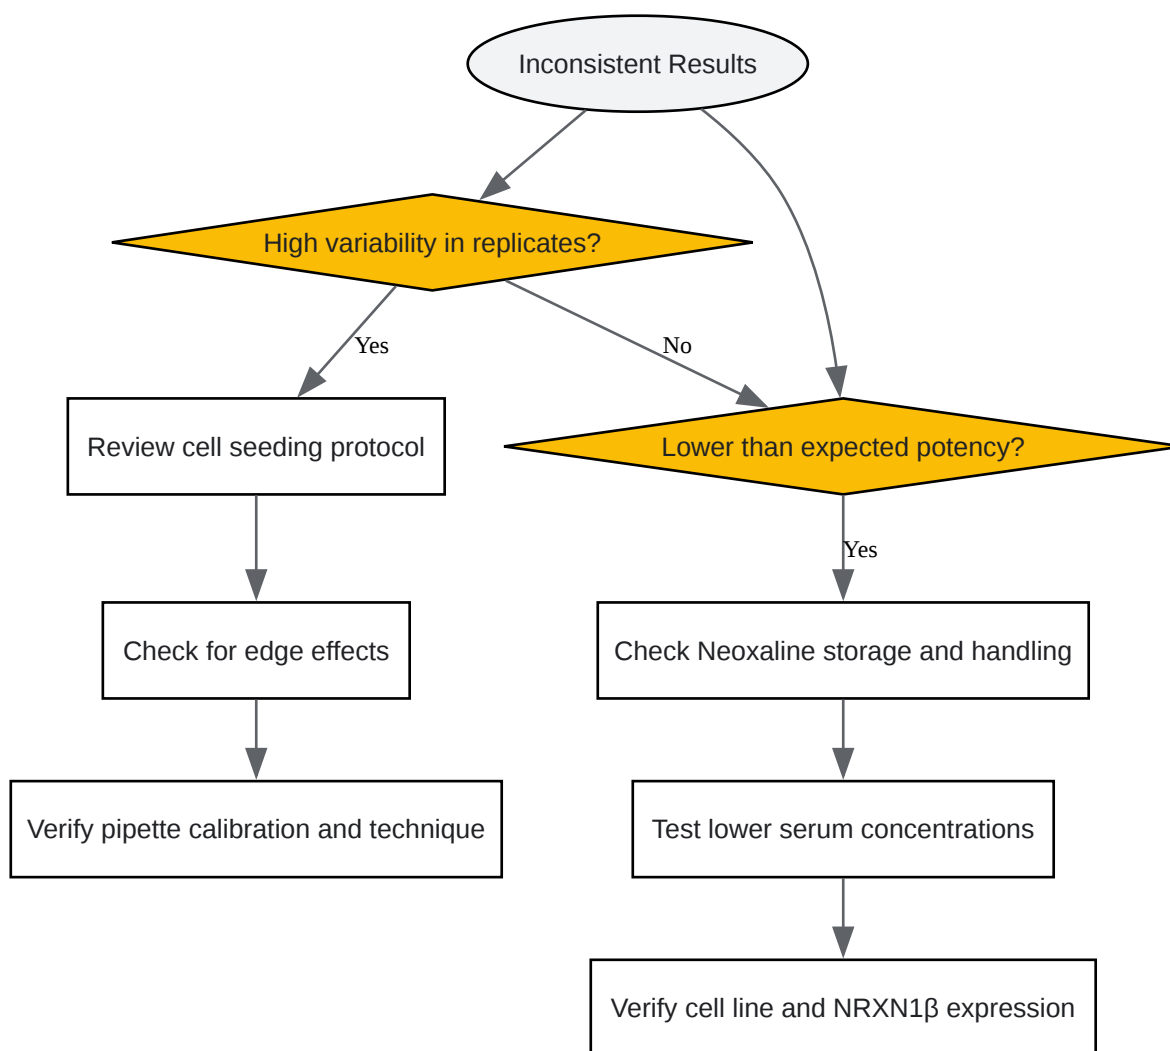 Inconsistent Results
High variability in replicates?
Yes
No
Review cell seeding protocol
Lower than expected potency?
Yes
Check for edge effects
Check Neoxaline storage and handling
Verify pipette calibration and technique
Test lower serum concentrations
Verify cell line and NRXN1β expression